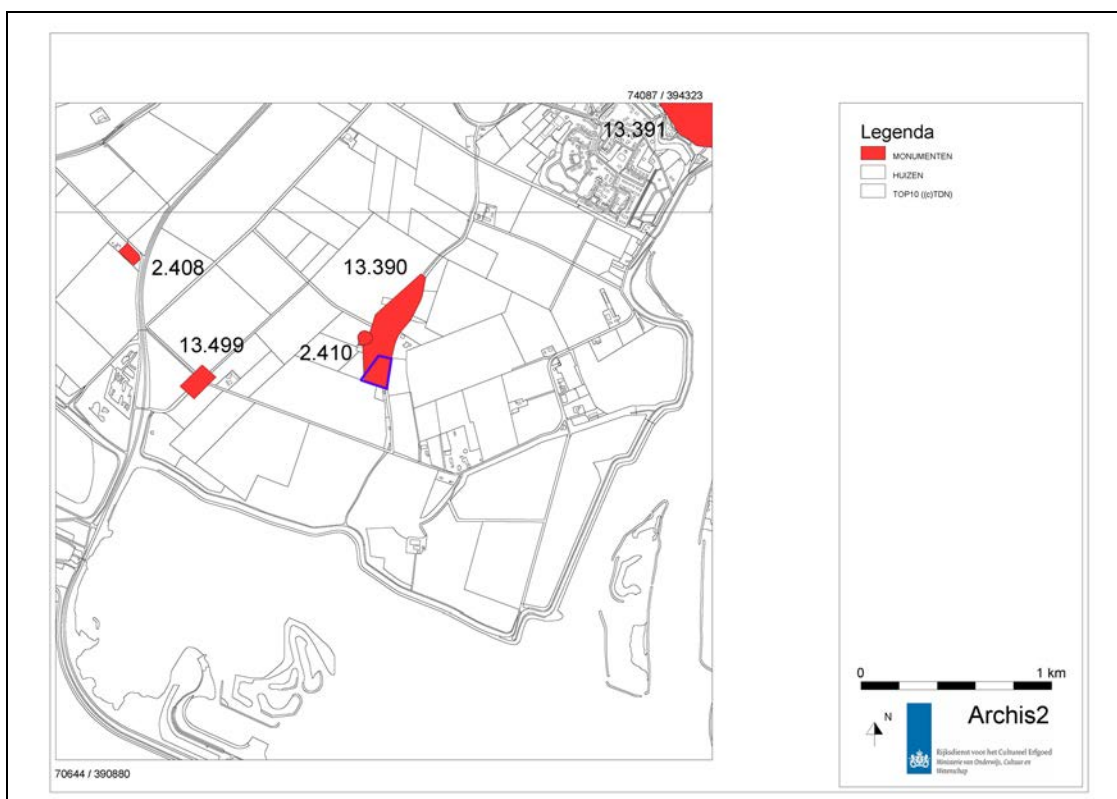 74087 / 394323
13.391
2.408
13.390
13.499
2.410
70644 / 390880
Legenda
MONUMENTEN
HUIZEN
TOP10 ((c)TDN)
0 1 km
N
Archis2
Rijksdienst voor het Cultureel Erfgoed
Ministerie van Onderwijs, Cultuur en
Wetenschap